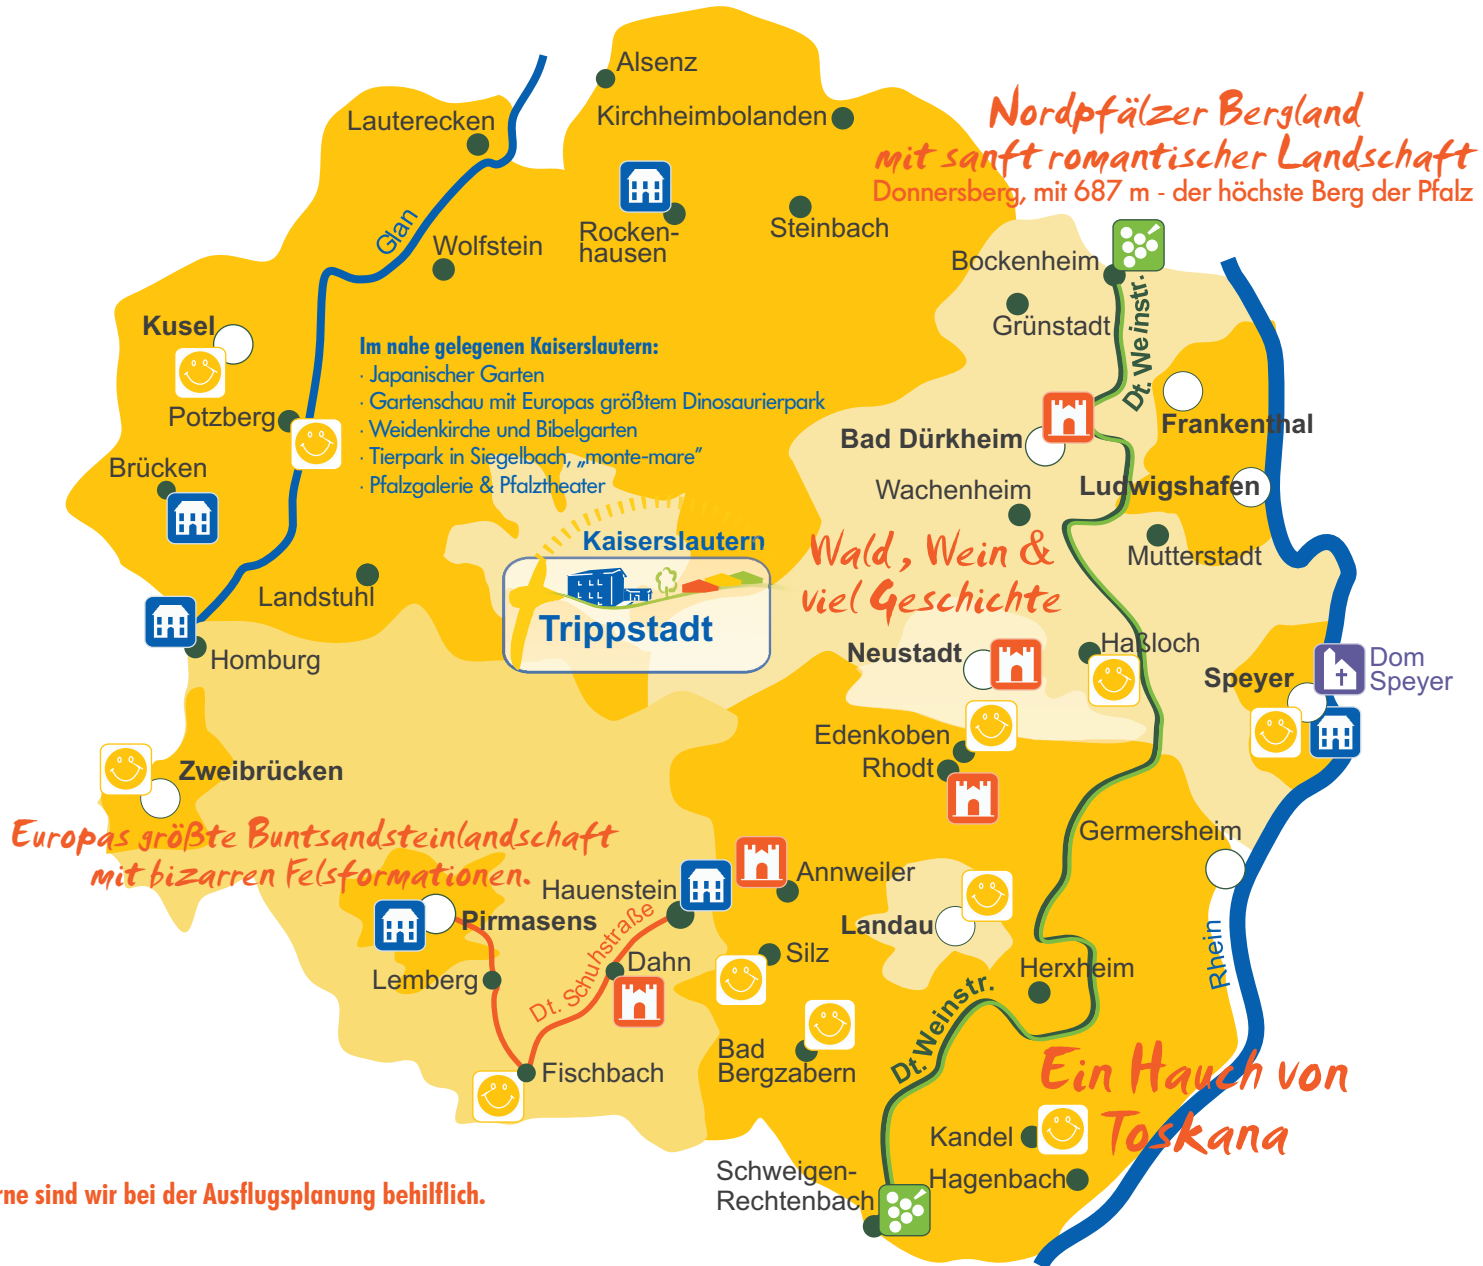 Alsenz
Kirchheimbolanden
Lauterecken
Nordpfälzer Bergland
mit sanft romantischer Landschaft
Donnersberg, mit 687 m - der höchste Berg der Pfalz
Glan
Wolfstein
Rocken-
hausen
Steinbach
Bockenheim
Grünstadt
Dt. Weinstr.
Kusel
Potzberg
Brücken
Im nahe gelegenen Kaiserslautern:
· Japanischer Garten
· Gartenschau mit Europas größtem Dinosaurierpark
· Weidenkirche und Bibelgarten
· Tierpark in Siegelbach, „monte-mare"
· Pfalzgalerie & Pfalztheater
Bad Dürkheim
Frankenthal
Wachenheim
Ludwigshafen
Mutterstadt
Kaiserslautern
Trippstadt
Landstuhl
Homburg
Wald, Wein &
viel Geschichte
Neustadt
Haßloch
Speyer
Dom
Speyer
Edenkoben
Rhodt
Zweibrücken
Europas größte Buntsandsteinlandschaft
mit bizarren Felsformationen.
Germersheim
Hauenstein
Annweiler
Pirmasens
Landau
Lemberg
Dt. Schuhstraße
Dahn
Silz
Herxheim
Rhein
Dt.Weinstr.
Fischbach
Bad
Bergzabern
Ein Hauch von
Toskana
Kandel
Hagenbach
Schweigen-
Rechtenbach
rne sind wir bei der Ausflugsplanung behilflich.